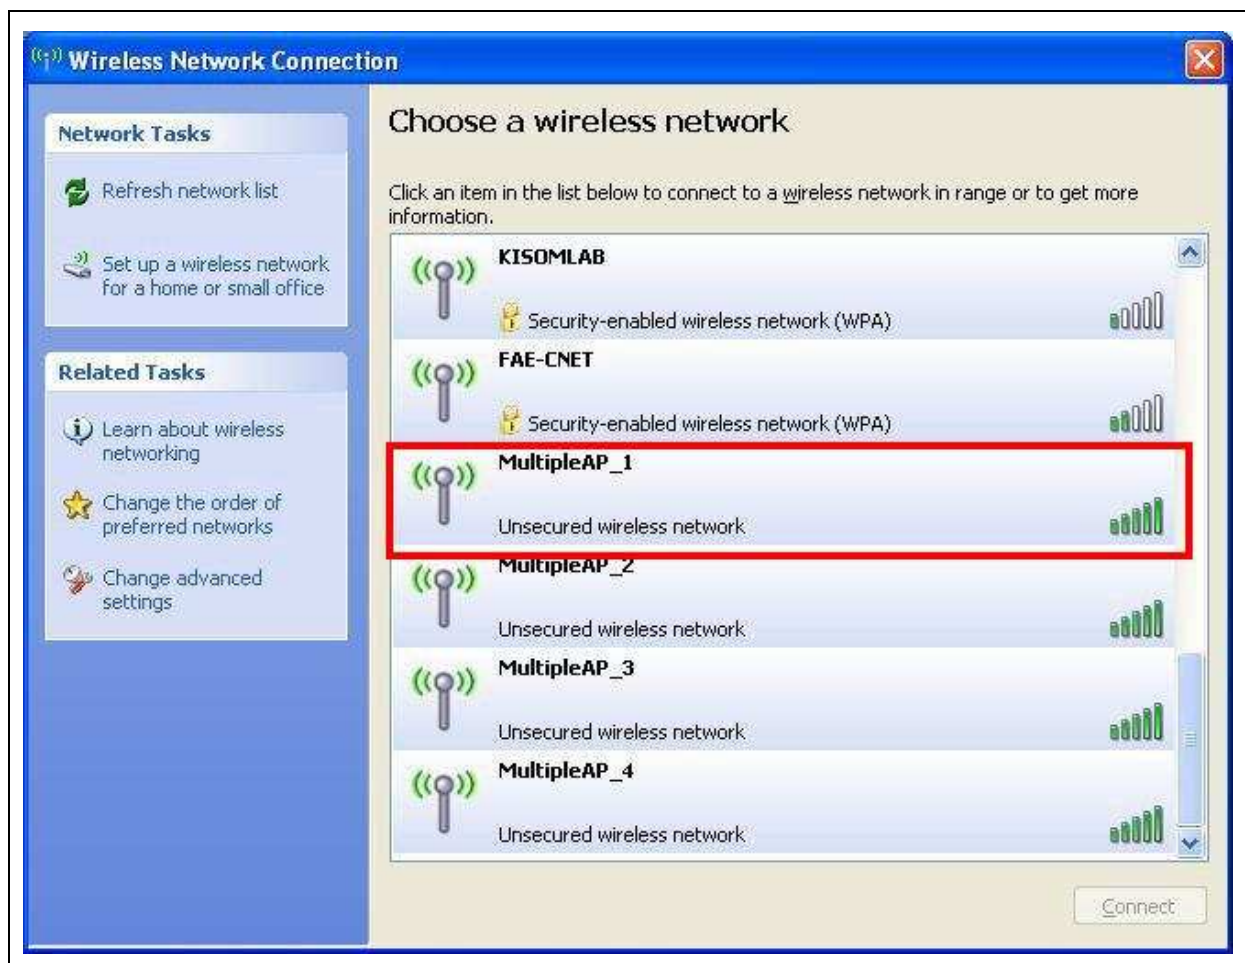 Wireless Network Connection
Network Tasks
Refresh network list
Set up a wireless network
for a home or small office
Related Tasks
Learn about wireless
networking
Change the order of
preferred networks
Change advanced
settings
Choose a wireless network
Click an item in the list below to connect to a wireless network in range or to get more
information.
KISOMLAB
Security-enabled wireless network (WPA)
FAE-CNET
Security-enabled wireless network (WPA)
MultipleAP_1
Unsecured wireless network
MultipleAP_2
Unsecured wireless network
MultipleAP_3
Unsecured wireless network
MultipleAP_4
Unsecured wireless network
Connect